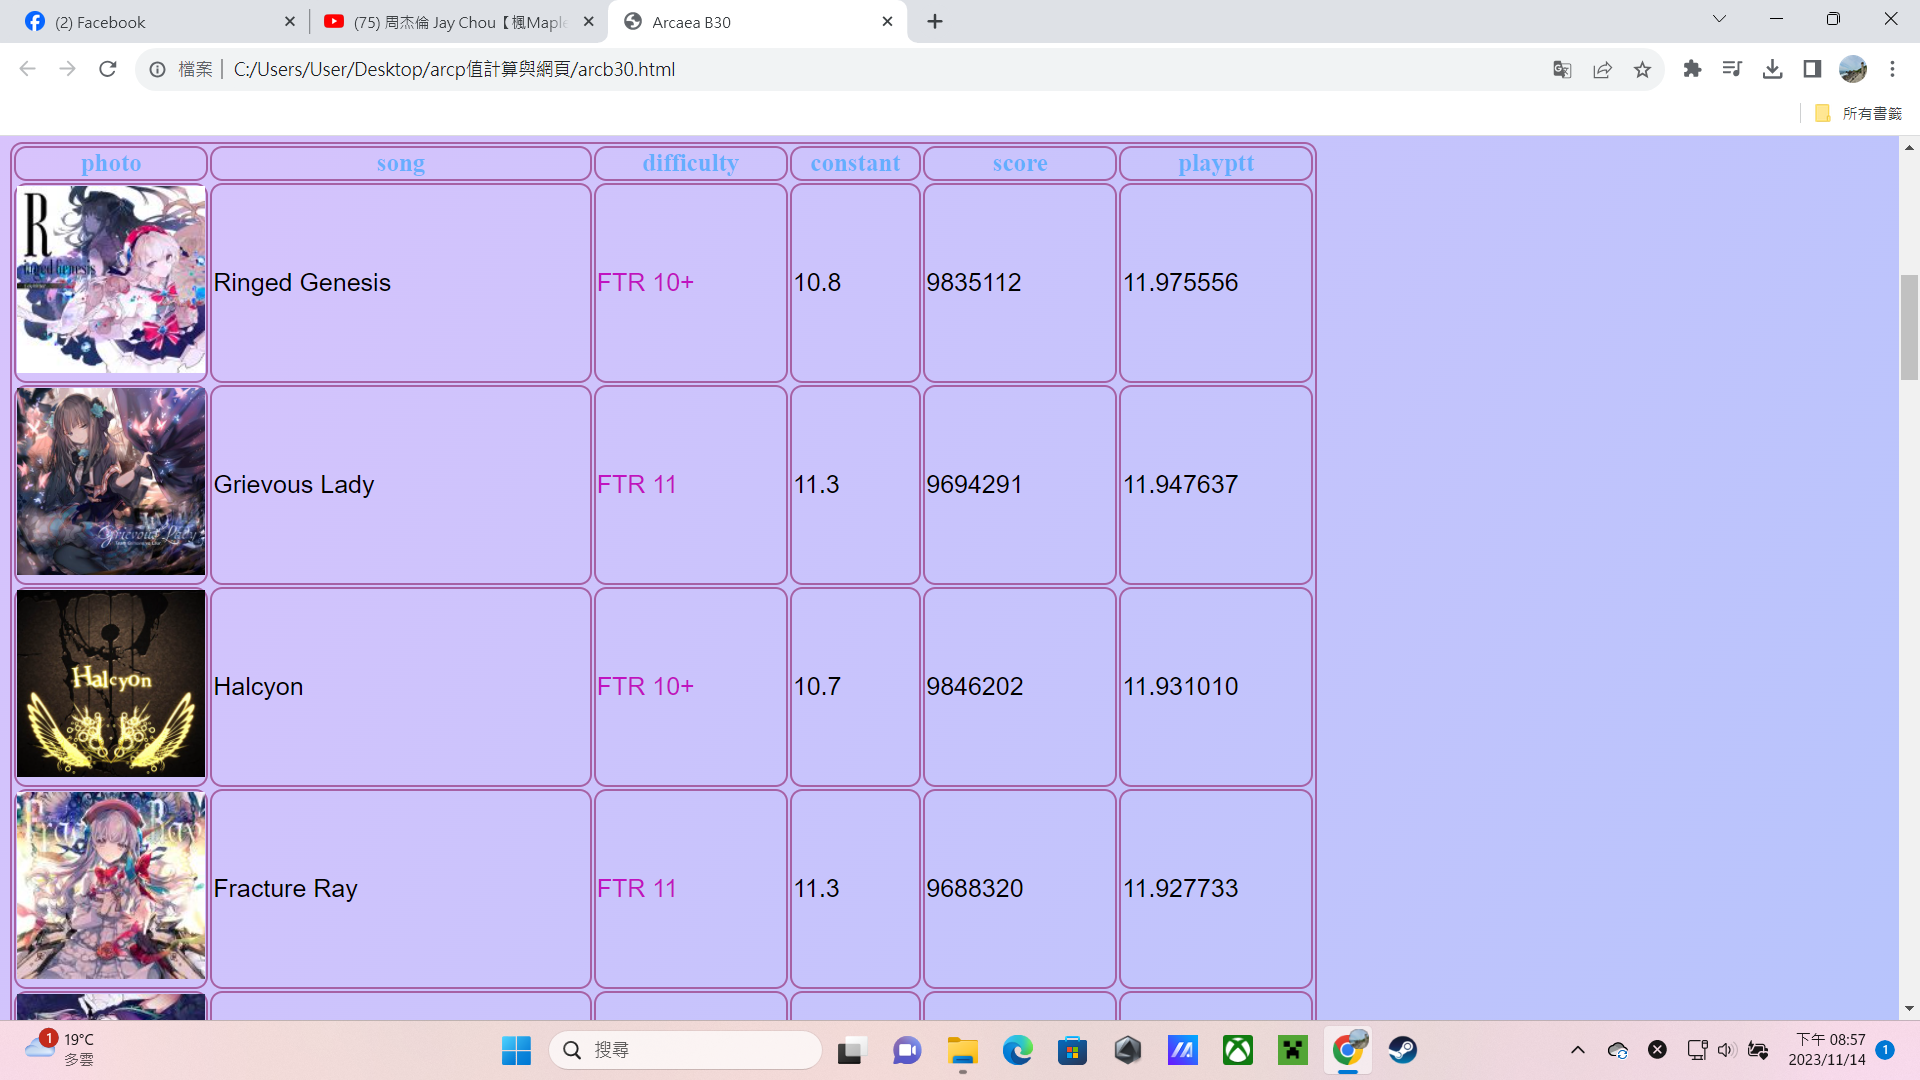 (2) Facebook
(75) 周杰倫 Jay Chou【楓Maple
Arcaea B30
檔案
C:/Users/User/Desktop/arcp值計算與網頁/arcb30.html
所有書籤
photo song difficulty constant score playptt
R
Ringed Genesis
Ringed Genesis FTR 10+ 10.8 9835112 11.975556
Grievous Lady
Grievous Lady FTR 11 11.3 9694291 11.947637
Halcyon
Halcyon FTR 10+ 10.7 9846202 11.931010
Fracture Ray
Fracture Ray FTR 11 11.3 9688320 11.927733
1
19°C
多雲
搜尋
下午 08:57
2023/11/14
1